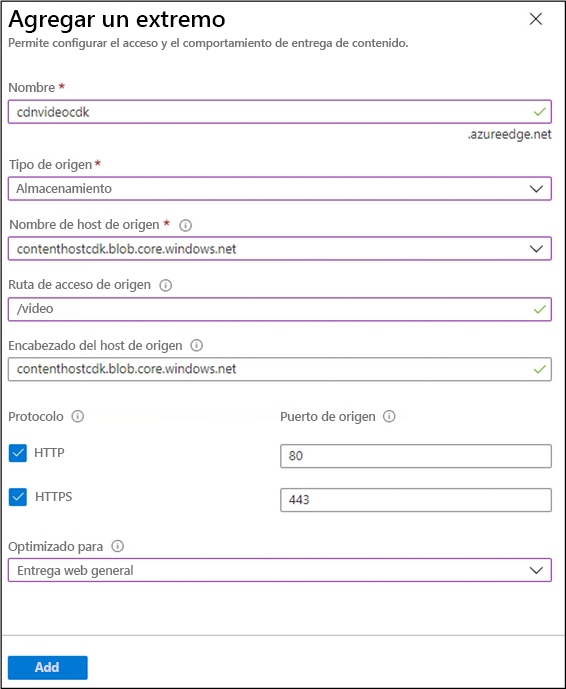 Agregar un extremo
Permite configurar el acceso y el comportamiento de entrega de contenido.
Nombre *
cdnvideocdk
.azureedge.net
Tipo de origen*
Almacenamiento
Nombre de host de origen *
contenthostcdk.blob.core.windows.net
Ruta de acceso de origen
/video
Encabezado del host de origen
contenthostcdk.blob.core.windows.net
Protocolo Puerto de origen
HTTP 80
HTTPS 443
Optimizado para
Entrega web general
Add